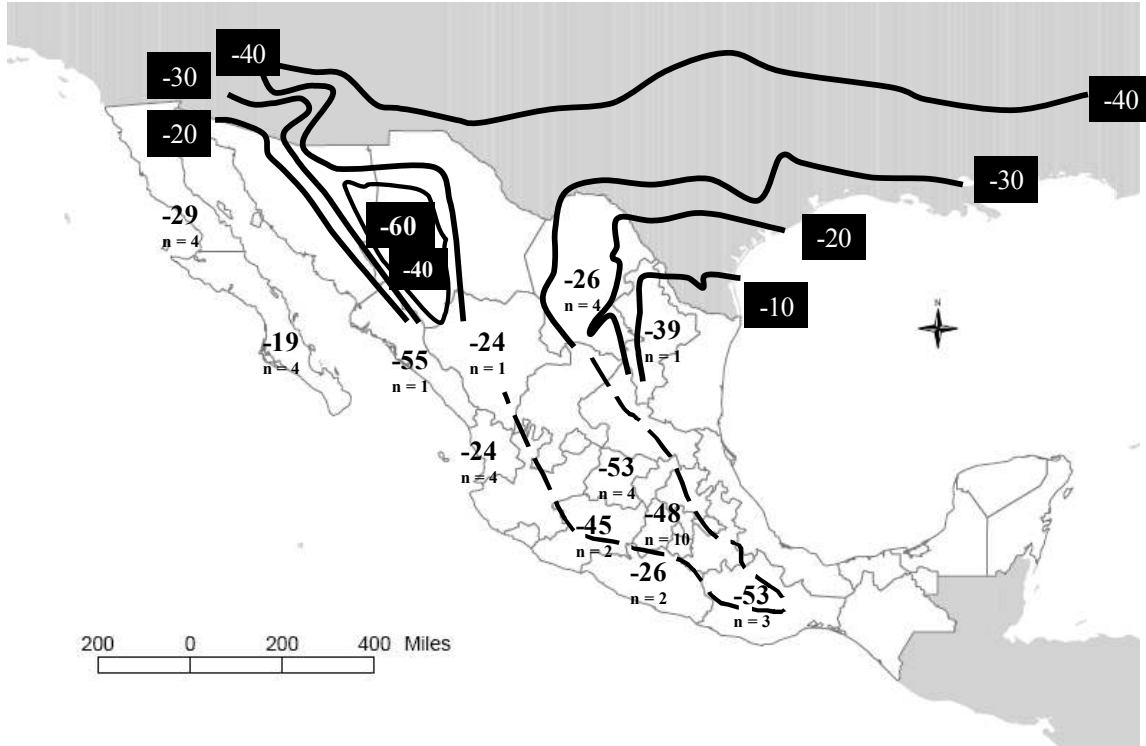 -40
-30
-40
-20
-30
-29
n = 4
-60
-20
-40
-26
n = 4
-10
-39
n = 1
-19
n = 4
-24
n = 1
-55
n = 1
-24
n = 4
-53
n = 4
-48
n = 10
-45
n = 2
-26
n = 2
-53
n = 3
N
200 0 200 400 Miles